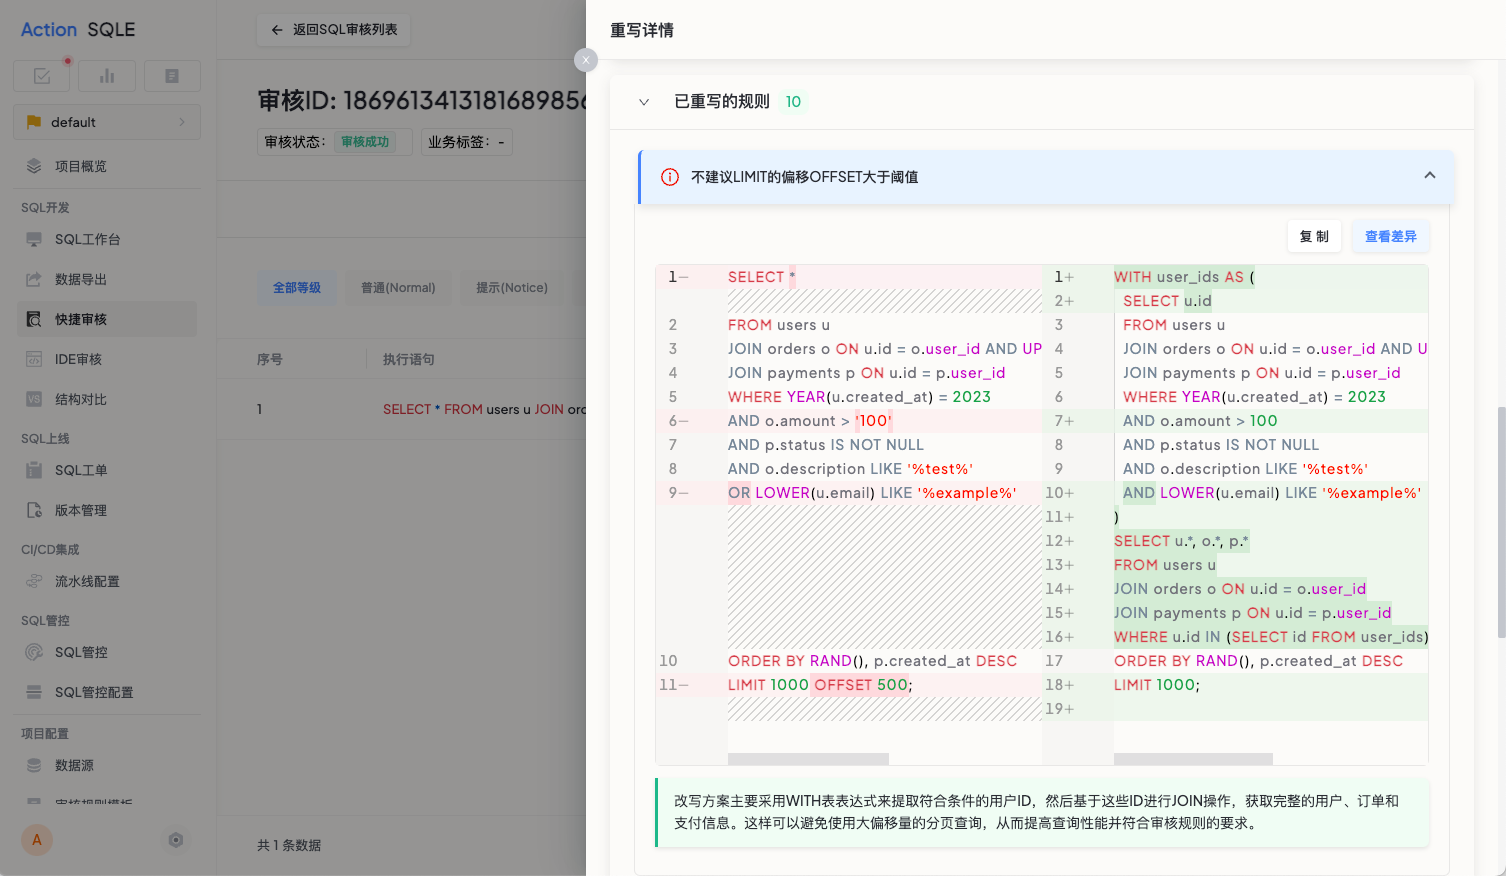 Action SQLE
default
项目概览
SQL开发
SQL工作台
数据导出
快捷审核
IDE审核
VS 结构对比
SQL上线
SQL工单
版本管理
CI/CD集成
流水线配置
SQL管控
SQL管控
SQL管控配置
项目配置
数据源
审核规则模板
A
返回SQL审核列表
审核ID: 1869613413181689856
审核状态： 审核成功
业务标签： -
全部等级 普通(Normal) 提示(Notice)
序号 执行语句
1 SELECT * FROM users u JOIN ord
共 1 条数据
重写详情
X
已重写的规则 10
不建议LIMIT的偏移OFFSET大于阈值
复 制 查看差异
1— SELECT *
2 FROM users u
3 JOIN orders o ON u.id = o.user_id AND UP
4 JOIN payments p ON u.id = p.user_id
5 WHERE YEAR(u.created_at) = 2023
6— AND o.amount > '100'
7 AND p.status IS NOT NULL
8 AND o.description LIKE '%test%'
9— OR LOWER(u.email) LIKE '%example%'
10 ORDER BY RAND(), p.created_at DESC
11— LIMIT 1000 OFFSET 500;
1+ WITH user_ids AS (
2+ SELECT u.id
3 FROM users u
4 JOIN orders o ON u.id = o.user_id AND U
5 JOIN payments p ON u.id = p.user_id
6 WHERE YEAR(u.created_at) = 2023
7+ AND o.amount > 100
8 AND p.status IS NOT NULL
9 AND o.description LIKE '%test%'
10+ AND LOWER(u.email) LIKE '%example%'
11+ )
12+ SELECT u.*, o.*, p.*
13+ FROM users u
14+ JOIN orders o ON u.id = o.user_id
15+ JOIN payments p ON u.id = p.user_id
16+ WHERE u.id IN (SELECT id FROM user_ids)
17 ORDER BY RAND(), p.created_at DESC
18+ LIMIT 1000;
19+
改写方案主要采用WITH表表达式来提取符合条件的用户ID，然后基于这些ID进行JOIN操作，获取完整的用户、订单和
支付信息。这样可以避免使用大偏移量的分页查询，从而提高查询性能并符合审核规则的要求。